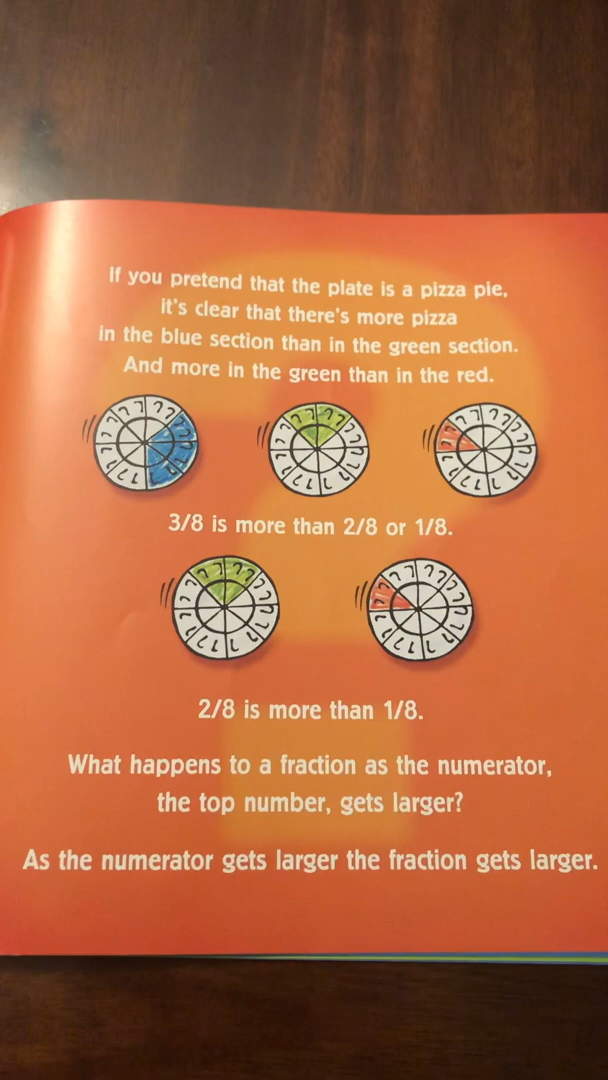 If you pretend that the plate is a pizza pie,
it's clear that there's more pizza
in the blue section than in the green section.
And more in the green than in the red.
3/8 is more than 2/8 or 1/8.
2/8 is more than 1/8.
What happens to a fraction as the numerator,
the top number, gets larger?
As the numerator gets larger the fraction gets larger.